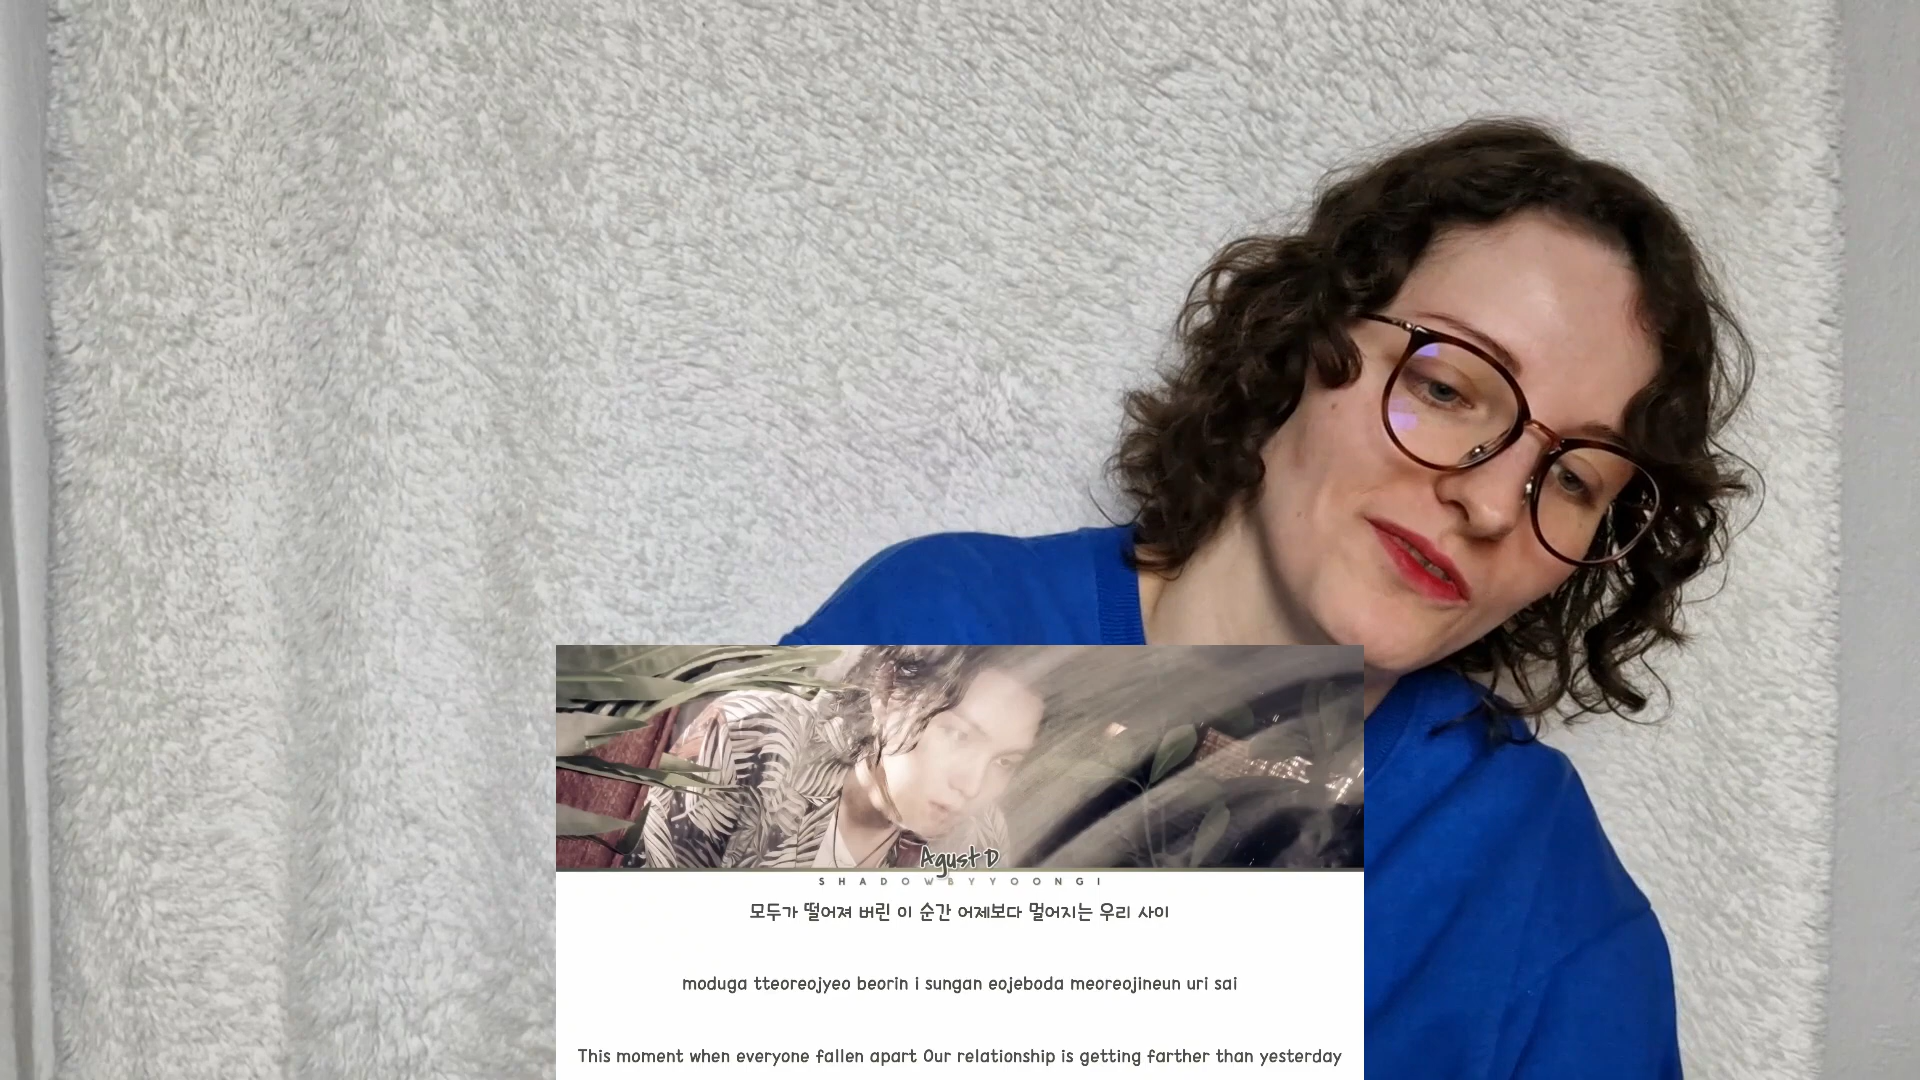 Agust D
SHADOWBYYOONGI
모두가 떨어져 버린 이 순간 어제보다 멀어지는 우리 사이
moduga tteoreojyeo beorin i sungan eojeboda meoreojineun uri sai
This moment when everyone fallen apart Our relationship is getting farther than yesterday